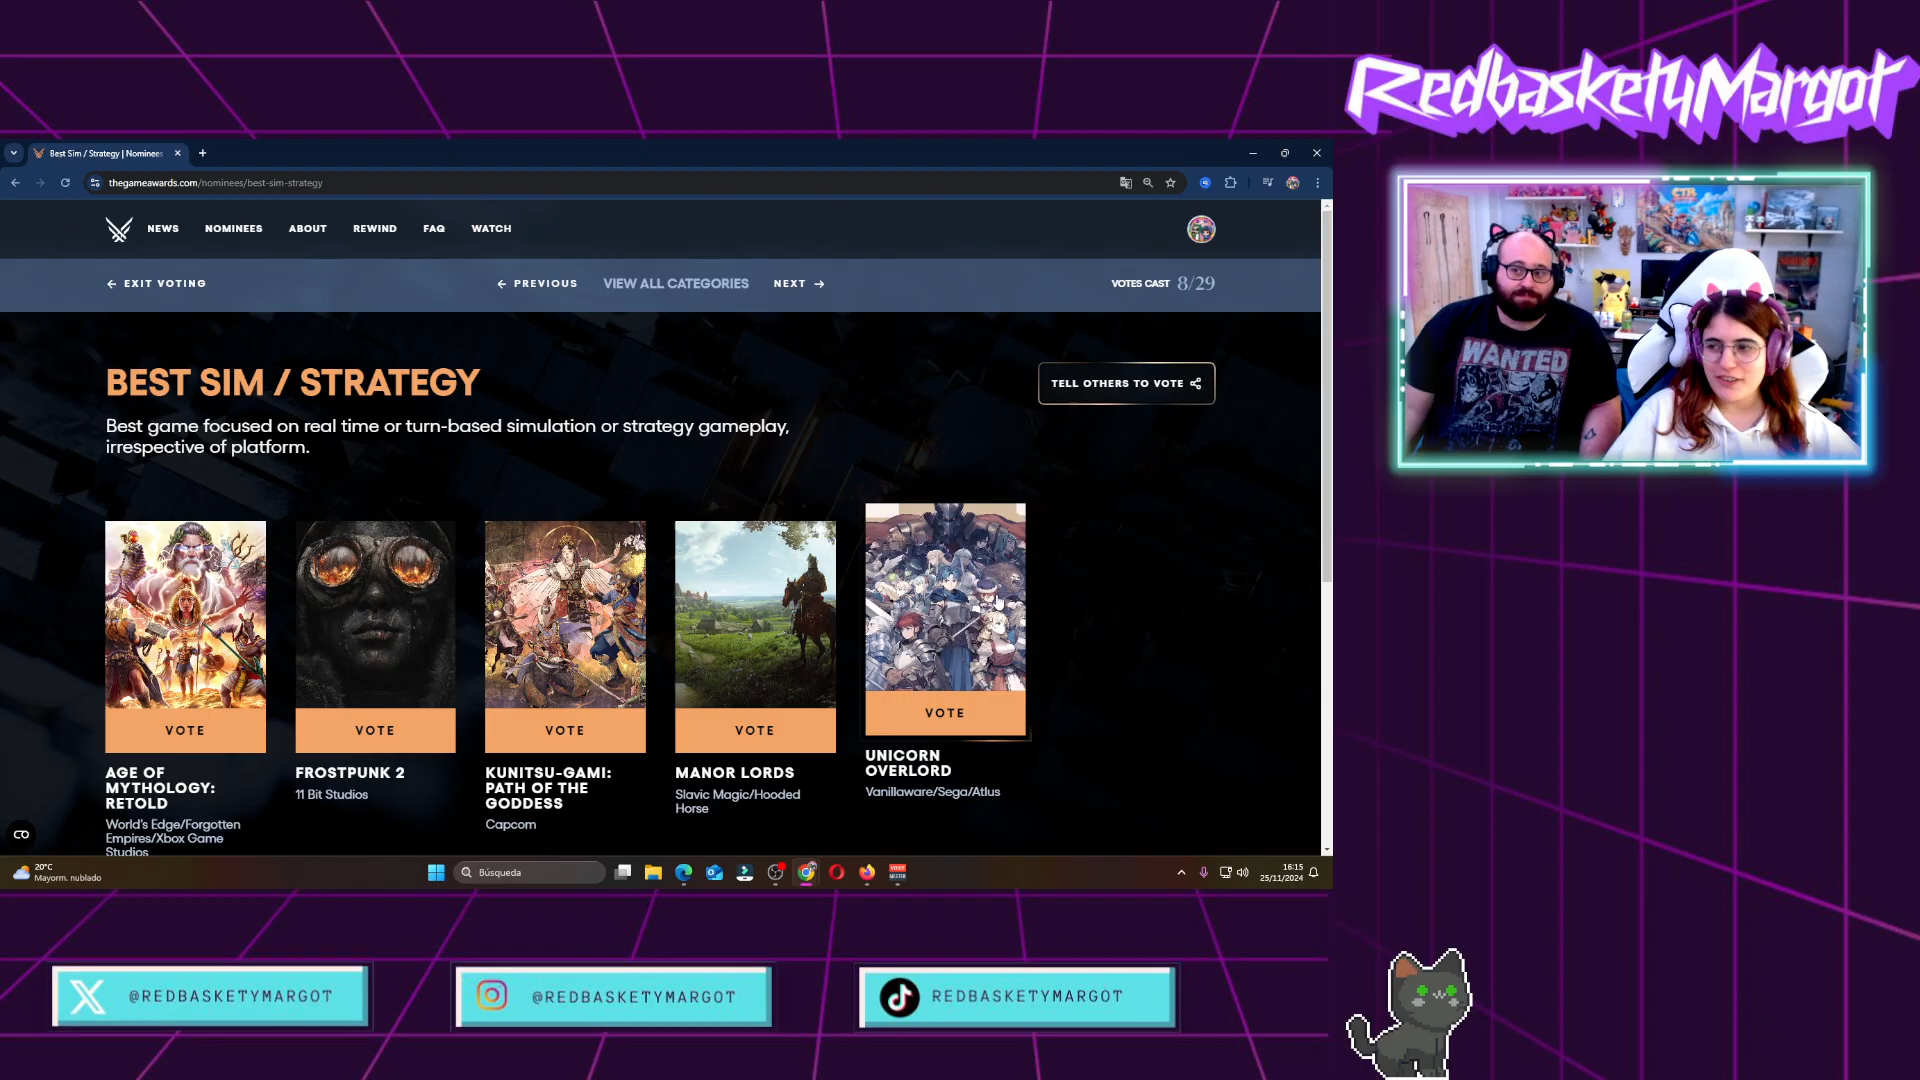 RedbasketyMargot
Best Sim / Strategy | Nominees
thegameawards.com/nominees/best-sim-strategy
NEWS
NOMINEES
ABOUT
REWIND
FAQ
WATCH
EXIT VOTING
PREVIOUS
VIEW ALL CATEGORIES
NEXT
VOTES CAST 8/29
BEST SIM / STRATEGY
TELL OTHERS TO VOTE
Best game focused on real time or turn-based simulation or strategy gameplay,
irrespective of platform.
WANTED
CTR
VOTE
VOTE
VOTE
VOTE
VOTE
AGE OF
MYTHOLOGY:
RETOLD
World's Edge/Forgotten
Empires/Xbox Game
Studios
FROSTPUNK 2
11 Bit Studios
KUNITSU-GAMI:
PATH OF THE
GODDESS
Capcom
MANOR LORDS
Slavic Magic/Hooded
Horse
UNICORN
OVERLORD
Vanillaware/Sega/Atlus
20°C
Mayorm. nublado
Búsqueda
16:15
25/11/2024
@REDBASKETYMARGOT
@REDBASKETYMARGOT
REDBASKETYMARGOT